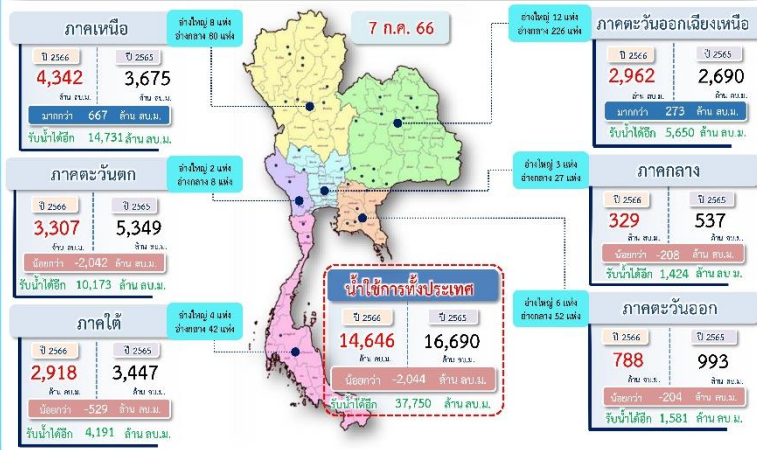 7 ก.ค. 66
ภาคเหนือ
ปี 2566 ปี 2565
4,342 3,675
ล้าน ลบ.ม. ล้าน ลบ.ม.
มากกว่า 667 ล้าน ลบ.ม.
รับน้ำได้อีก 14,731 ล้าน ลบ.ม.
อ่างใหญ่ 8 แห่ง
อ่างกลาง 80 แห่ง
อ่างใหญ่ 12 แห่ง
อ่างกลาง 226 แห่ง
ภาคตะวันออกเฉียงเหนือ
ปี 2566 ปี 2565
2,962 2,690
ล้าน ลบ.ม. ล้าน ลบ.ม.
มากกว่า 273 ล้าน ลบ.ม.
รับน้ำได้อีก 5,650 ล้าน ลบ.ม.
ภาคตะวันตก
ปี 2566 ปี 2565
3,307 5,349
ล้าน ลบ.ม. ล้าน ลบ.ม.
น้อยกว่า -2,042 ล้าน ลบ.ม.
รับน้ำได้อีก 10,173 ล้าน ลบ.ม.
อ่างใหญ่ 2 แห่ง
อ่างกลาง 8 แห่ง
อ่างใหญ่ 3 แห่ง
อ่างกลาง 27 แห่ง
ภาคกลาง
ปี 2566 ปี 2565
329 537
ล้าน ลบ.ม. ล้าน ลบ.ม.
น้อยกว่า -208 ล้าน ลบ.ม.
รับน้ำได้อีก 1,424 ล้าน ลบ.ม.
ภาคใต้
ปี 2566 ปี 2565
2,918 3,447
ล้าน ลบ.ม. ล้าน ลบ.ม.
น้อยกว่า -529 ล้าน ลบ.ม.
รับน้ำได้อีก 4,191 ล้าน ลบ.ม.
อ่างใหญ่ 4 แห่ง
อ่างกลาง 42 แห่ง
น้ำใช้การทั้งประเทศ
ปี 2566 ปี 2565
14,646 16,690
ล้าน ลบ.ม. ล้าน ลบ.ม.
น้อยกว่า -2,044 ล้าน ลบ.ม.
รับน้ำได้อีก 37,750 ล้าน ลบ.ม.
อ่างใหญ่ 6 แห่ง
อ่างกลาง 52 แห่ง
ภาคตะวันออก
ปี 2566 ปี 2565
788 993
ล้าน ลบ.ม. ล้าน ลบ.ม.
น้อยกว่า -204 ล้าน ลบ.ม.
รับน้ำได้อีก 1,581 ล้าน ลบ.ม.